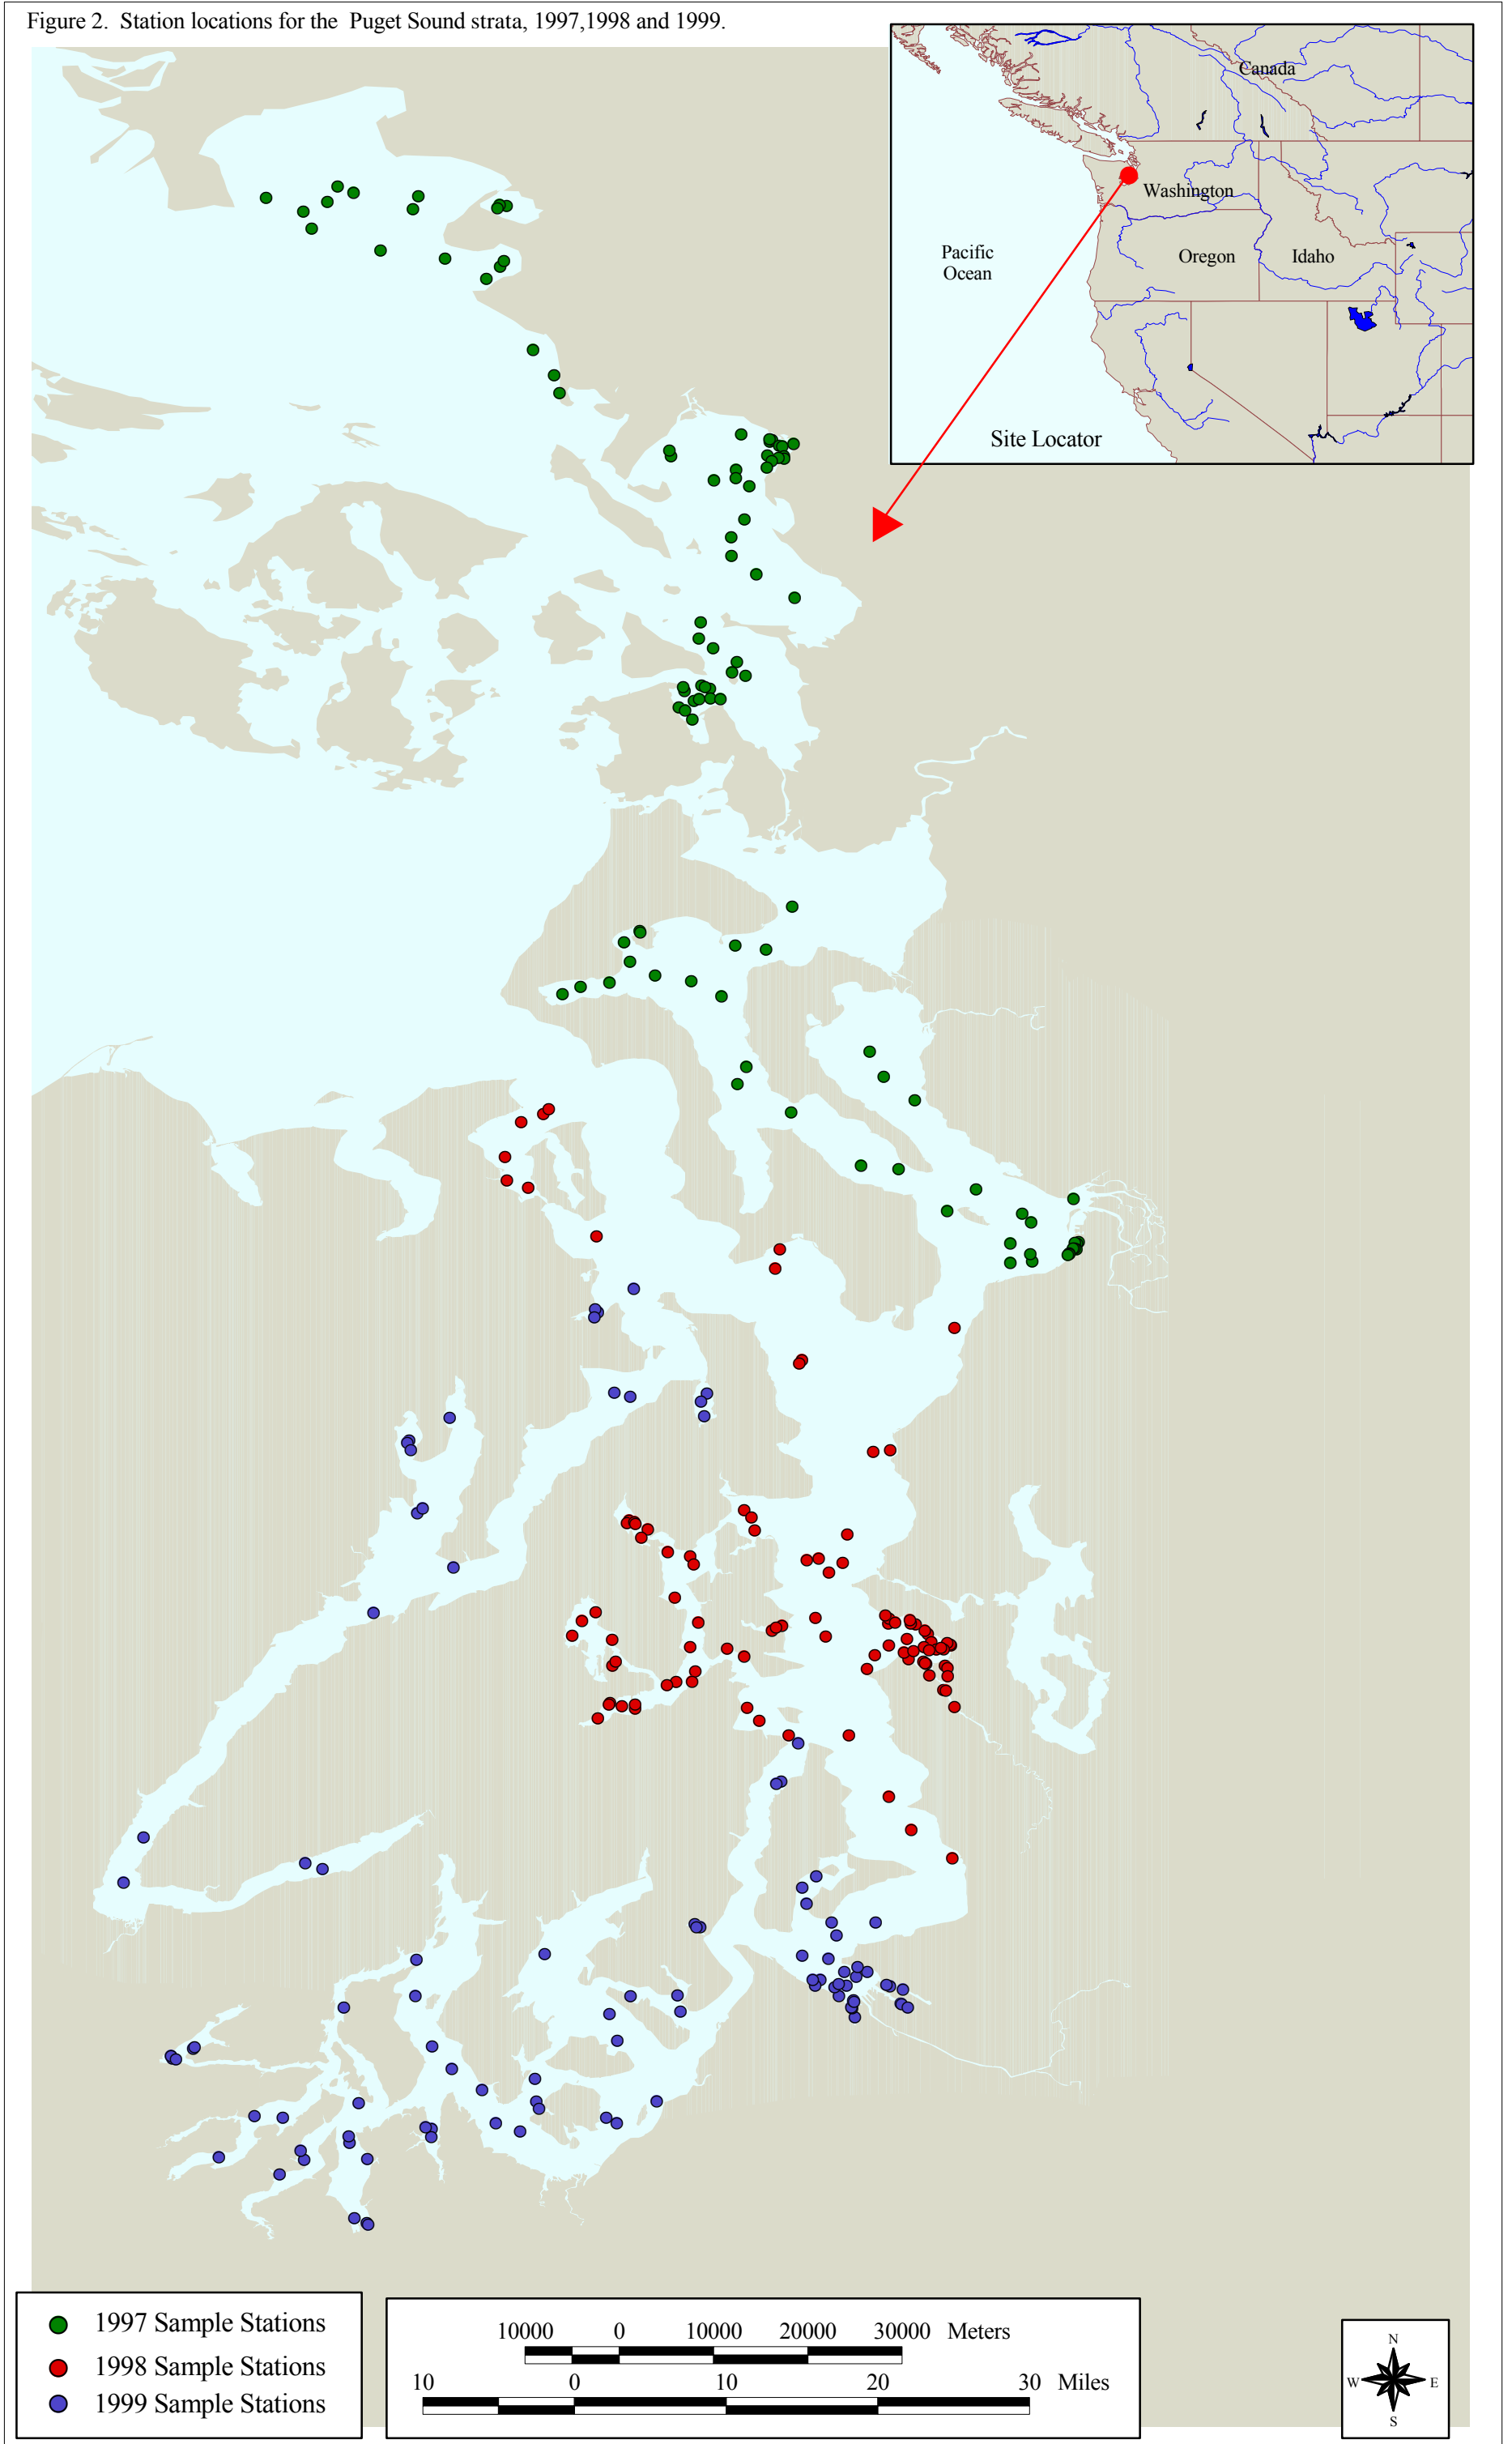 Figure 2. Station locations for the Puget Sound strata, 1997,1998 and 1999.
Canada
Washington
Pacific
Ocean
Oregon
Idaho
Site Locator
1997 Sample Stations
1998 Sample Stations
1999 Sample Stations
10000 0 10000 20000 30000 Meters
10 0 10 20 30 Miles
N
W E
S